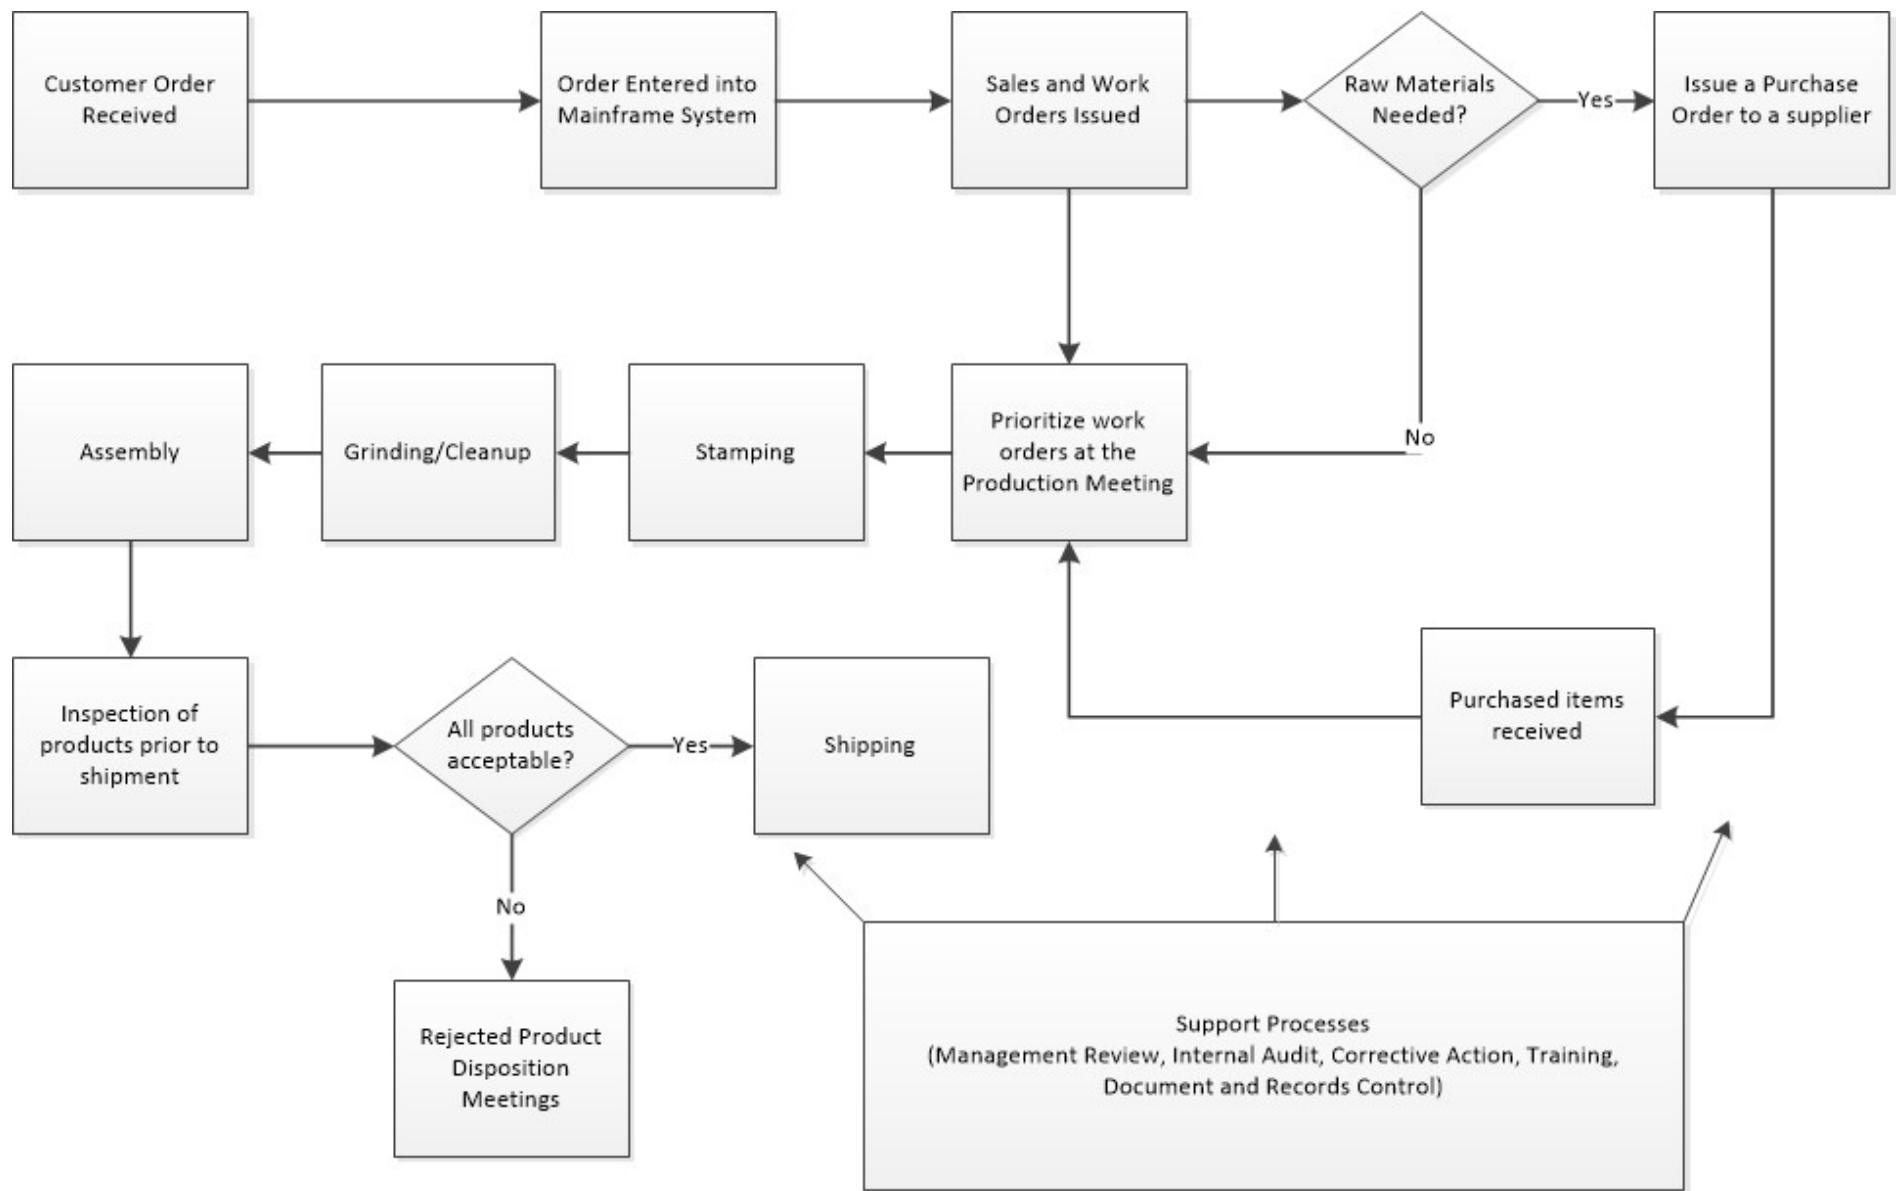 Customer Order
Received
Order Entered into
Mainframe System
Sales and Work
Orders Issued
Raw Materials
Needed?
Yes
Issue a Purchase
Order to a supplier
Assembly
Grinding/Cleanup
Stamping
Prioritize work
orders at the
Production Meeting
No
Inspection of
products prior to
shipment
All products
acceptable?
Yes
Shipping
Purchased items
received
No
Rejected Product
Disposition
Meetings
Support Processes
(Management Review, Internal Audit, Corrective Action, Training,
Document and Records Control)